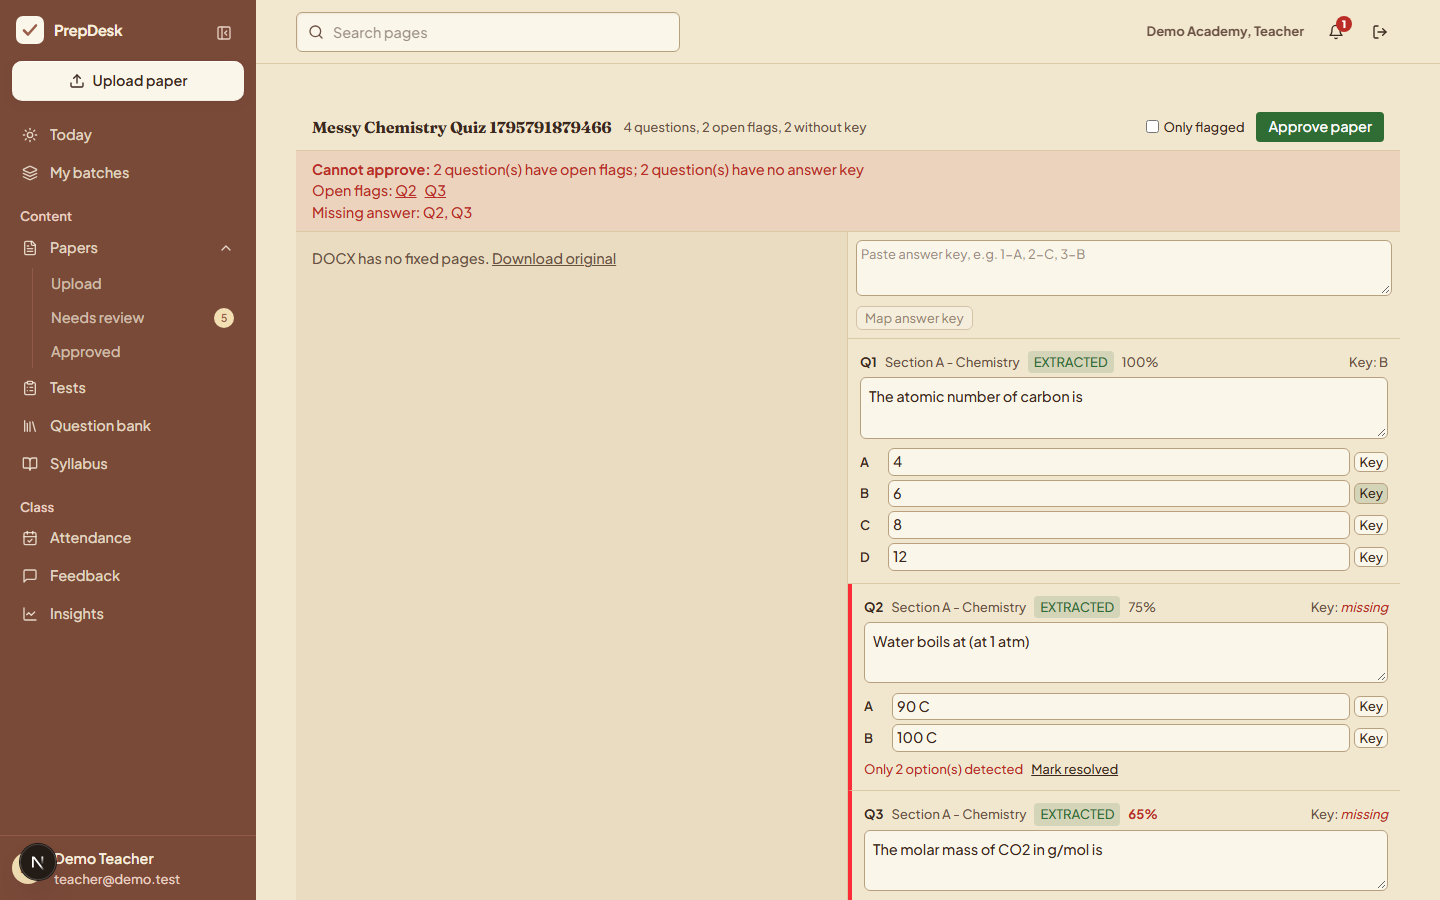 PrepDesk
Upload paper
Today
My batches
Content
Papers
Upload
Needs review 5
Approved
Tests
Question bank
Syllabus
Class
Attendance
Feedback
Insights
N
Demo Teacher
teacher@demo.test
Search pages
Demo Academy, Teacher
1
Messy Chemistry Quiz 1795791879466 4 questions, 2 open flags, 2 without key
Only flagged
Approve paper
Cannot approve: 2 question(s) have open flags; 2 question(s) have no answer key
Open flags: Q2 Q3
Missing answer: Q2, Q3
DOCX has no fixed pages. Download original
Paste answer key, e.g. 1-A, 2-C, 3-B
Map answer key
Q1 Section A - Chemistry EXTRACTED 100% Key: B
The atomic number of carbon is
A 4 Key
B 6 Key
C 8 Key
D 12 Key
Q2 Section A - Chemistry EXTRACTED 75% Key: missing
Water boils at (at 1 atm)
A 90 C Key
B 100 C Key
Only 2 option(s) detected Mark resolved
Q3 Section A - Chemistry EXTRACTED 65% Key: missing
The molar mass of CO2 in g/mol is